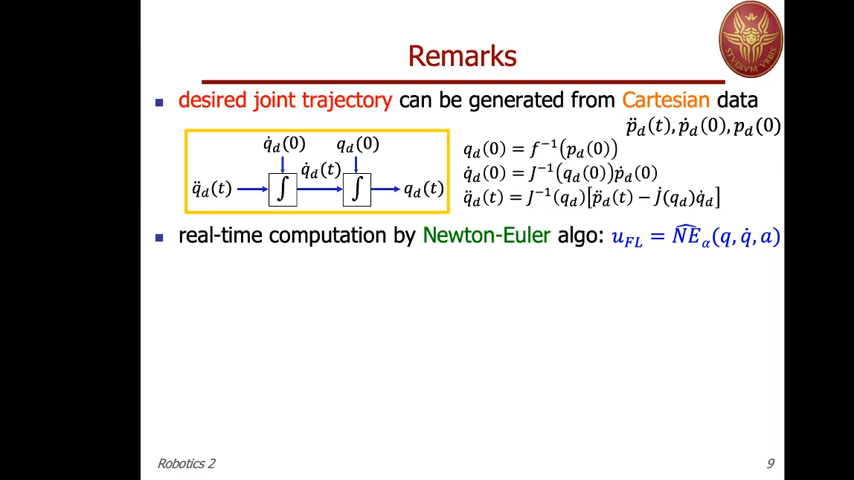 Remarks
STVDIVM VRBIS
▪ desired joint trajectory can be generated from Cartesian data
p̈_d(t), ṗ_d(0), p_d(0)
q̇_d(0) q_d(0)
q̈_d(t) ∫ q̇_d(t) ∫ q_d(t)
q_d(0) = f⁻¹(p_d(0))
q̇_d(0) = J⁻¹(q_d(0))ṗ_d(0)
q̈_d(t) = J⁻¹(q_d)[p̈_d(t) − J̇(q_d)q̇_d]
▪ real-time computation by Newton-Euler algo: u_FL = N̂E_α(q, q̇, a)
Robotics 2
9